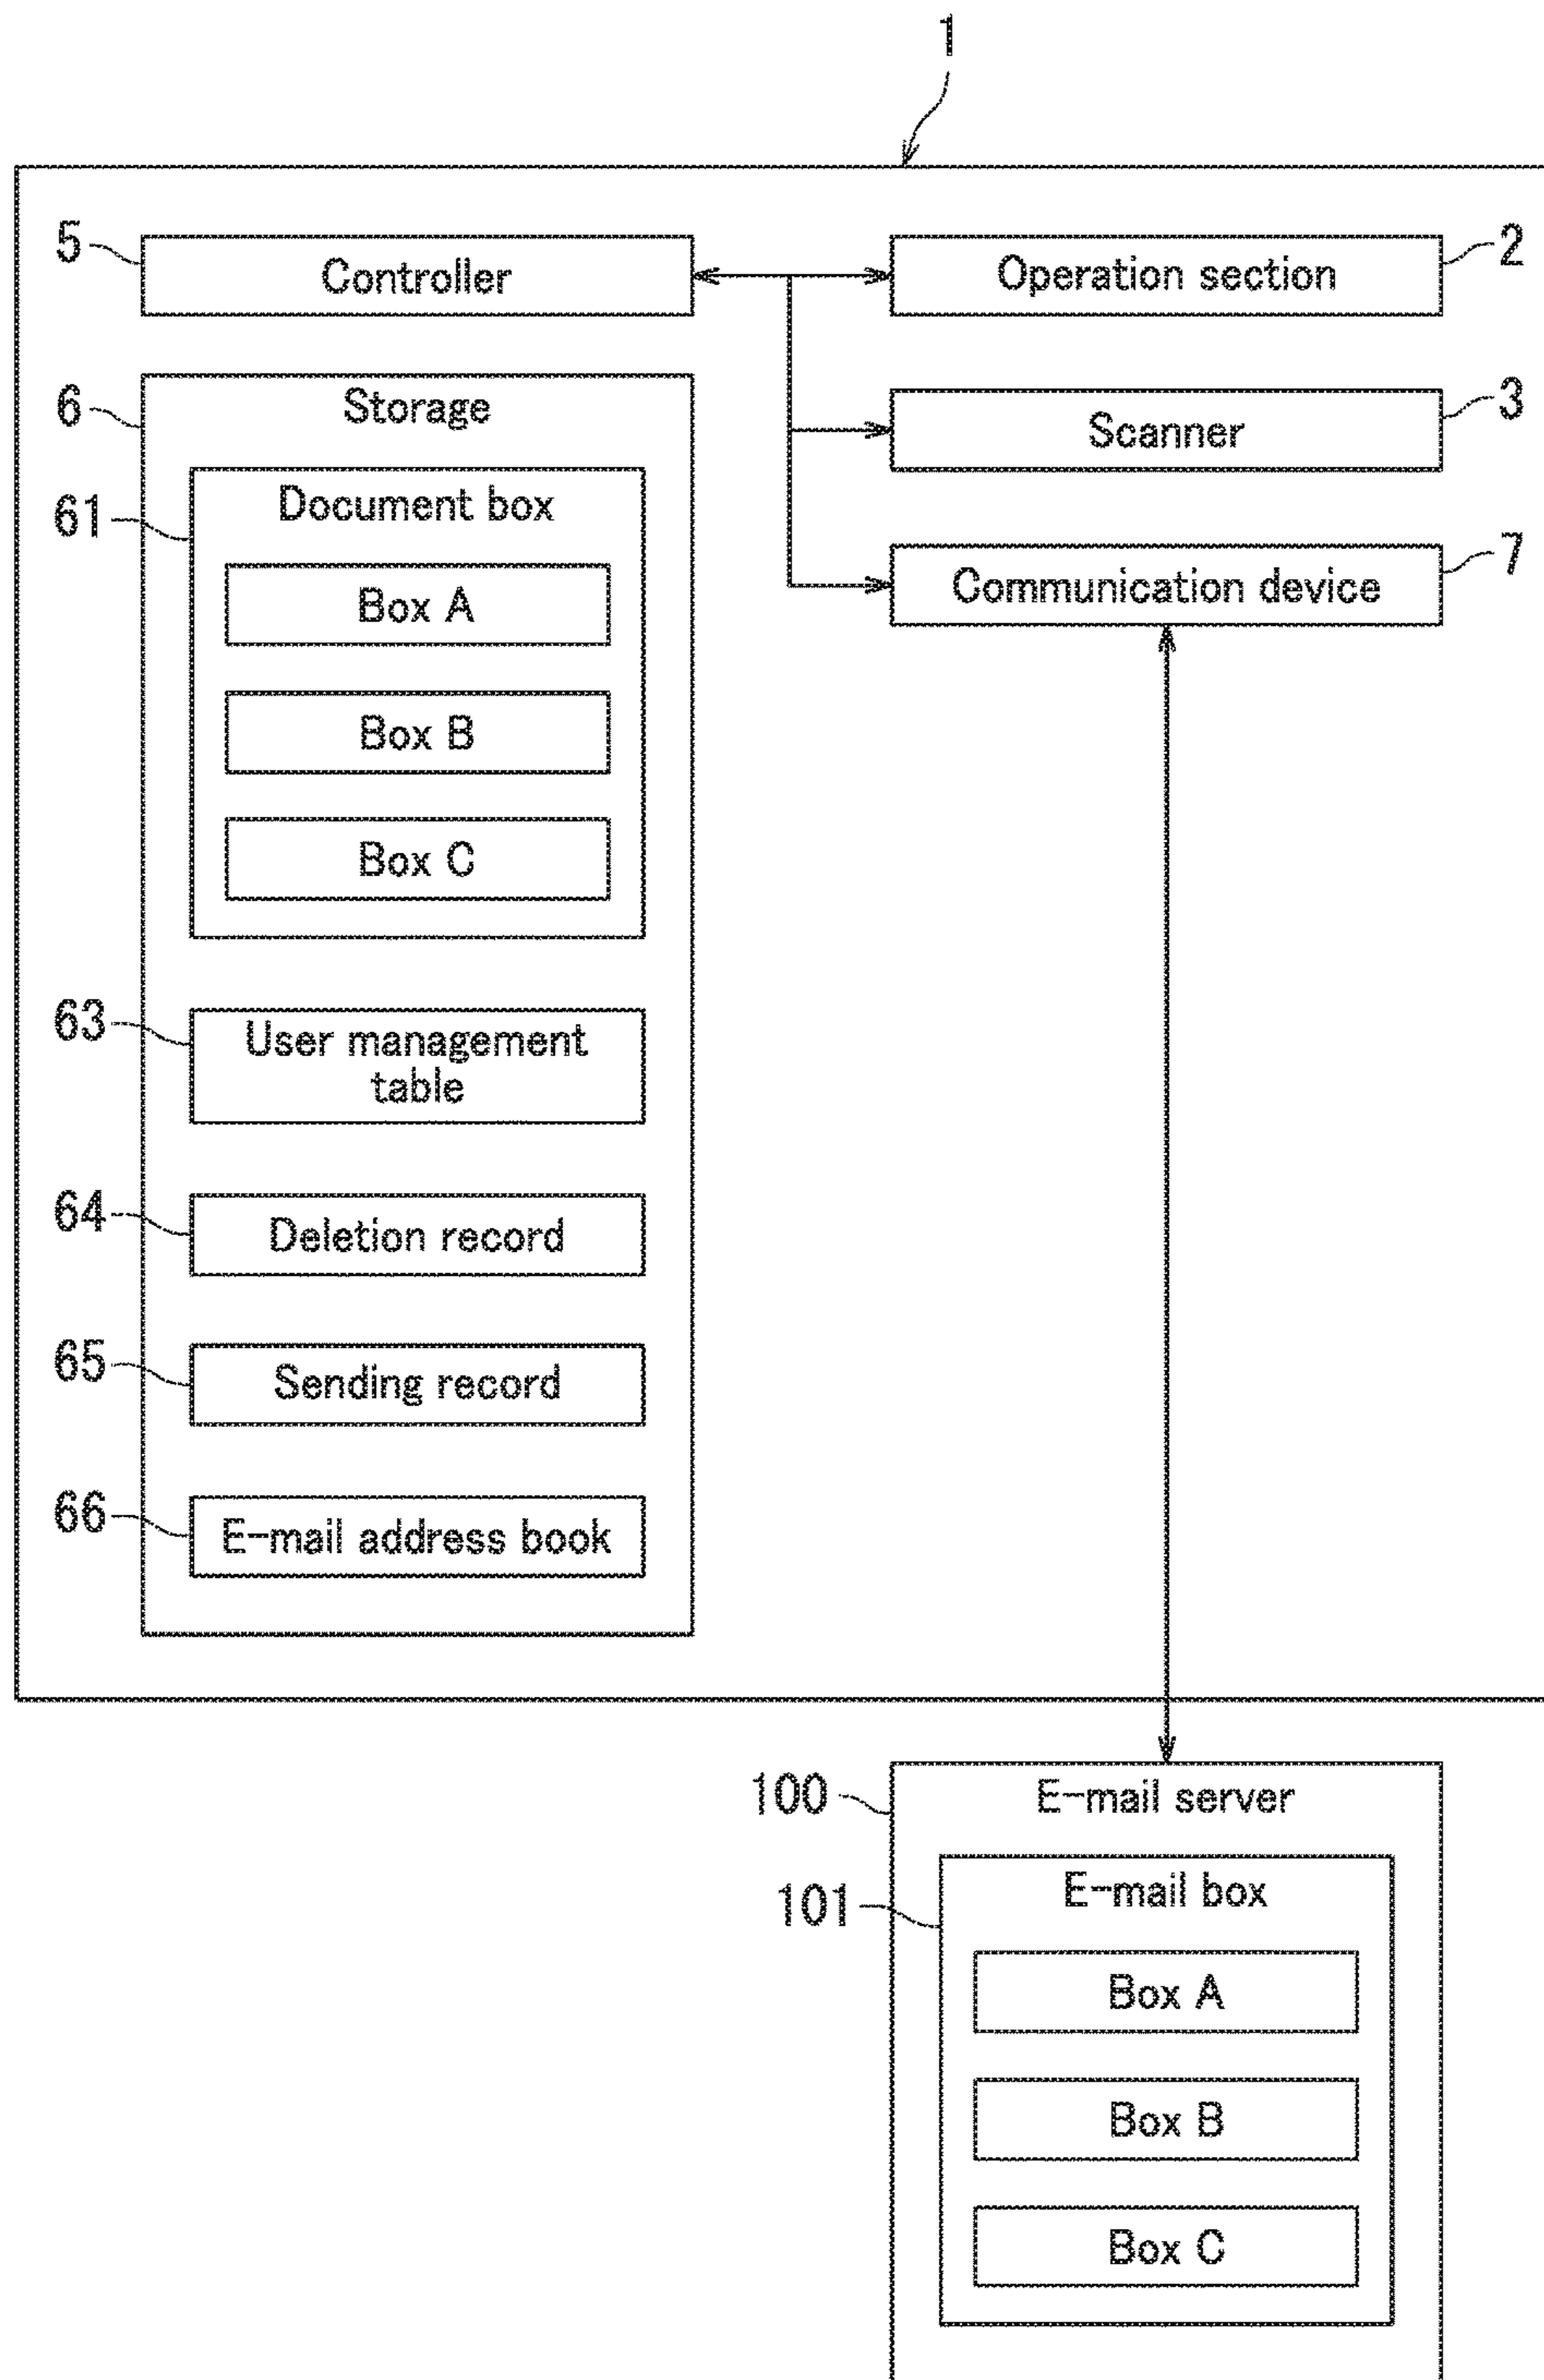 1
5
Controller
Operation section
2
6
Storage
Scanner
3
61
Document box
Communication device
7
Box A
Box B
Box C
63
User management
table
64
Deletion record
65
Sending record
66
E-mail address book
100
E-mail server
101
E-mail box
Box A
Box B
Box C